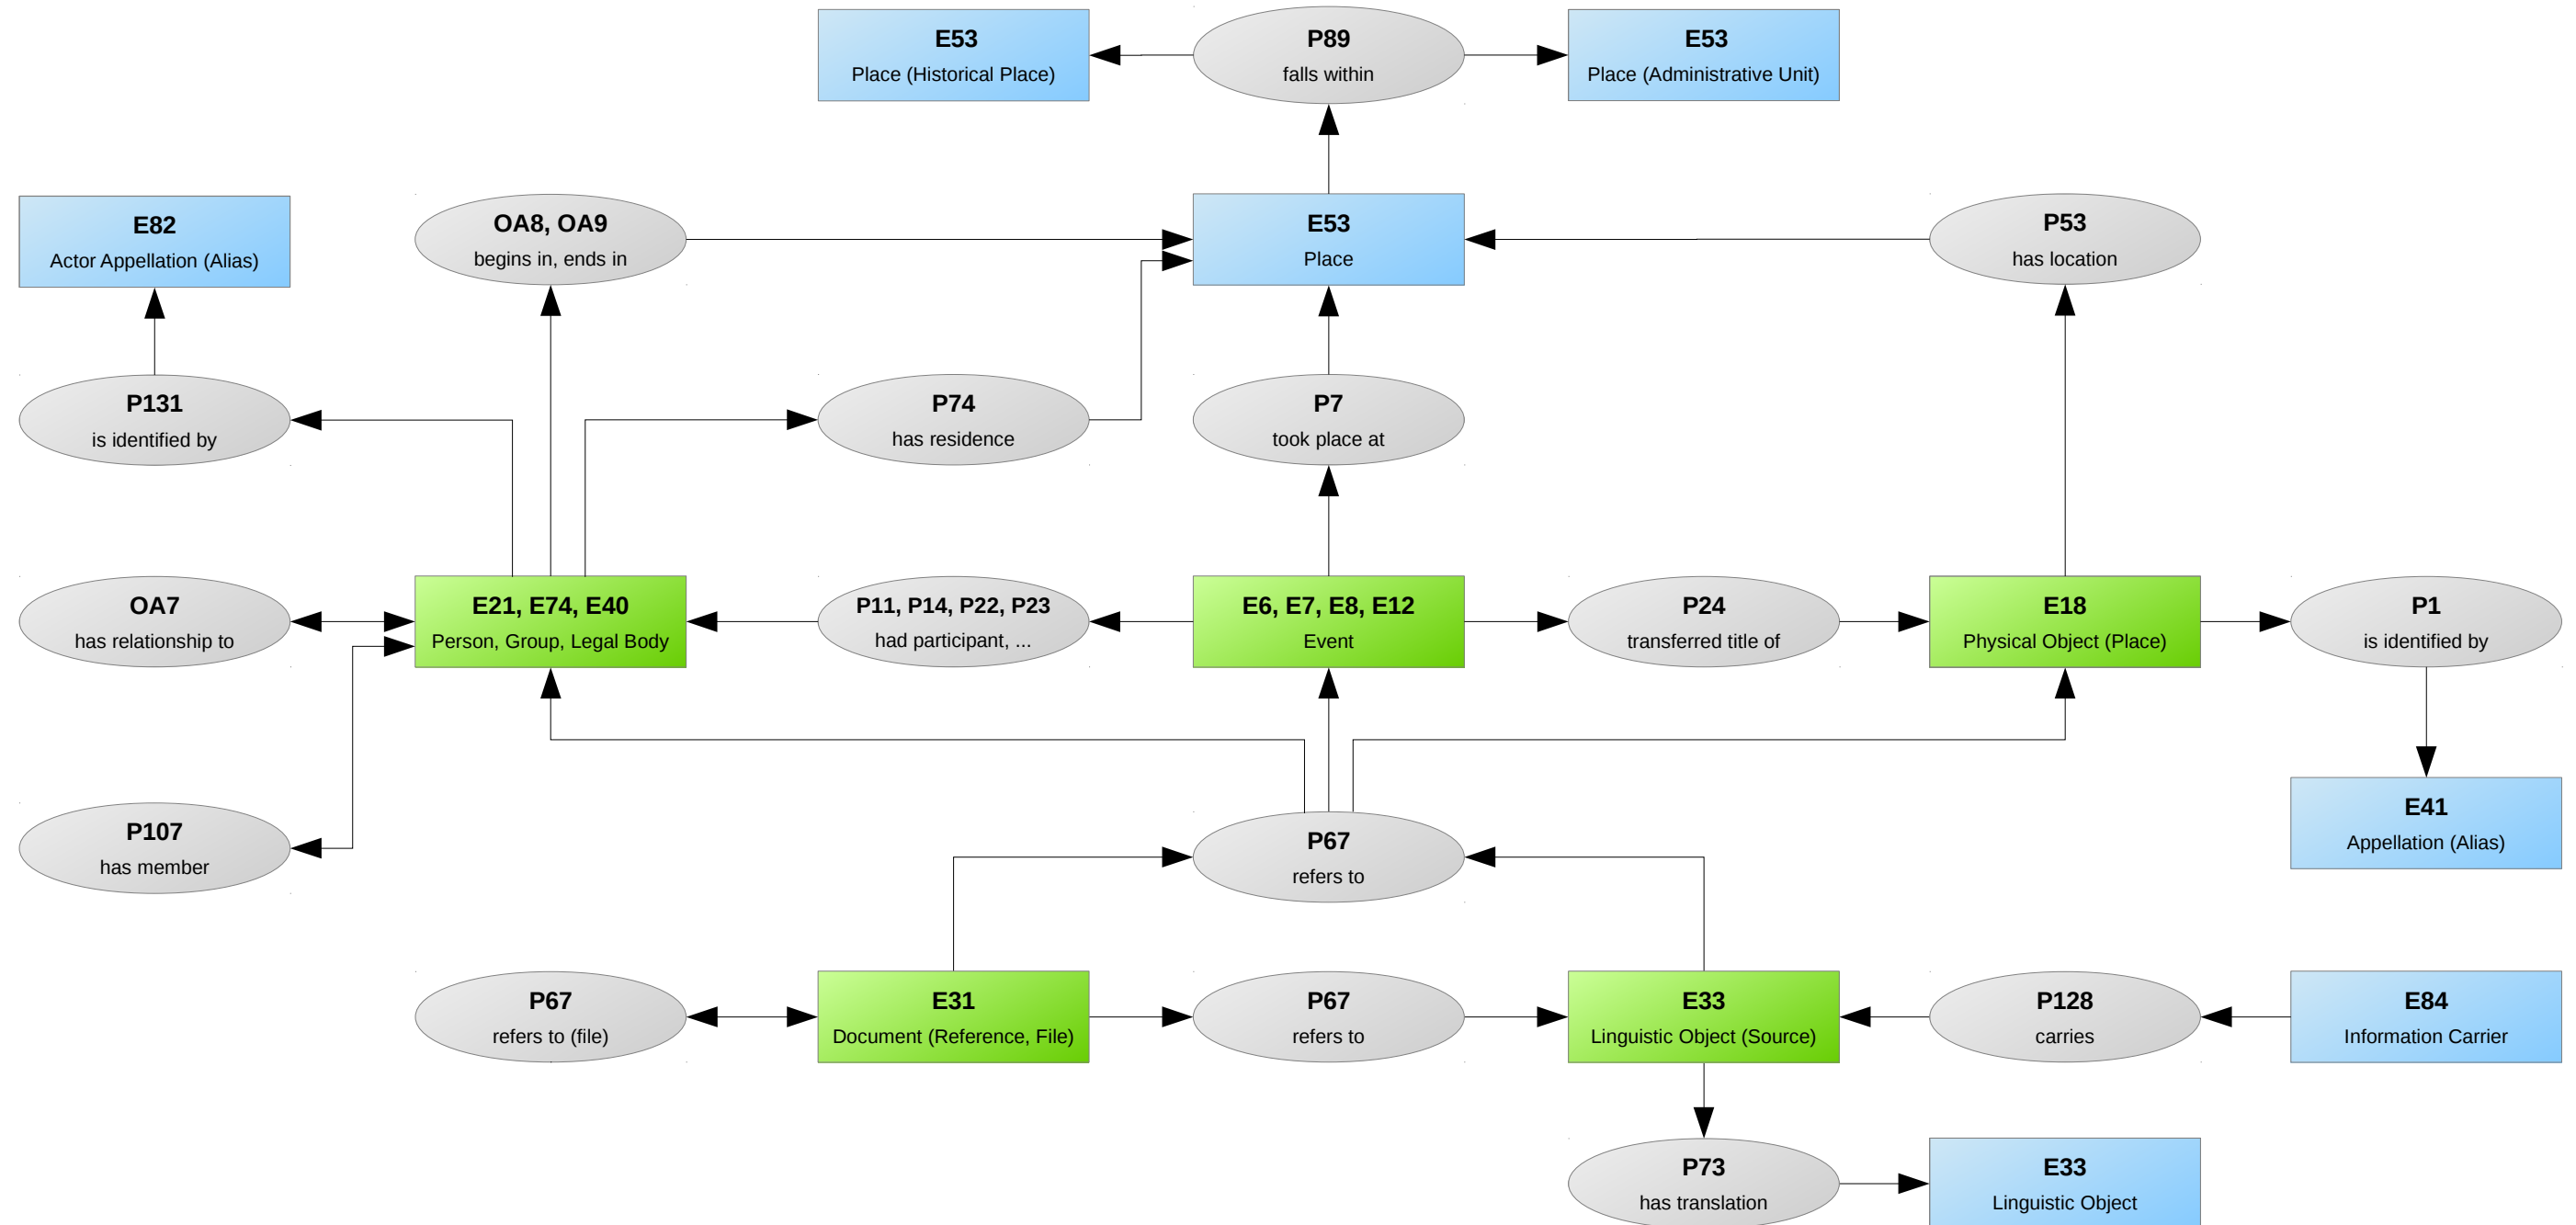 E53
Place (Historical Place)
P89
falls within
E53
Place (Administrative Unit)
E82
Actor Appellation (Alias)
OA8, OA9
begins in, ends in
E53
Place
P53
has location
P131
is identified by
P74
has residence
P7
took place at
OA7
has relationship to
E21, E74, E40
Person, Group, Legal Body
P11, P14, P22, P23
had participant, ...
E6, E7, E8, E12
Event
P24
transferred title of
E18
Physical Object (Place)
P1
is identified by
P107
has member
P67
refers to
E41
Appellation (Alias)
P67
refers to (file)
E31
Document (Reference, File)
P67
refers to
E33
Linguistic Object (Source)
P128
carries
E84
Information Carrier
P73
has translation
E33
Linguistic Object